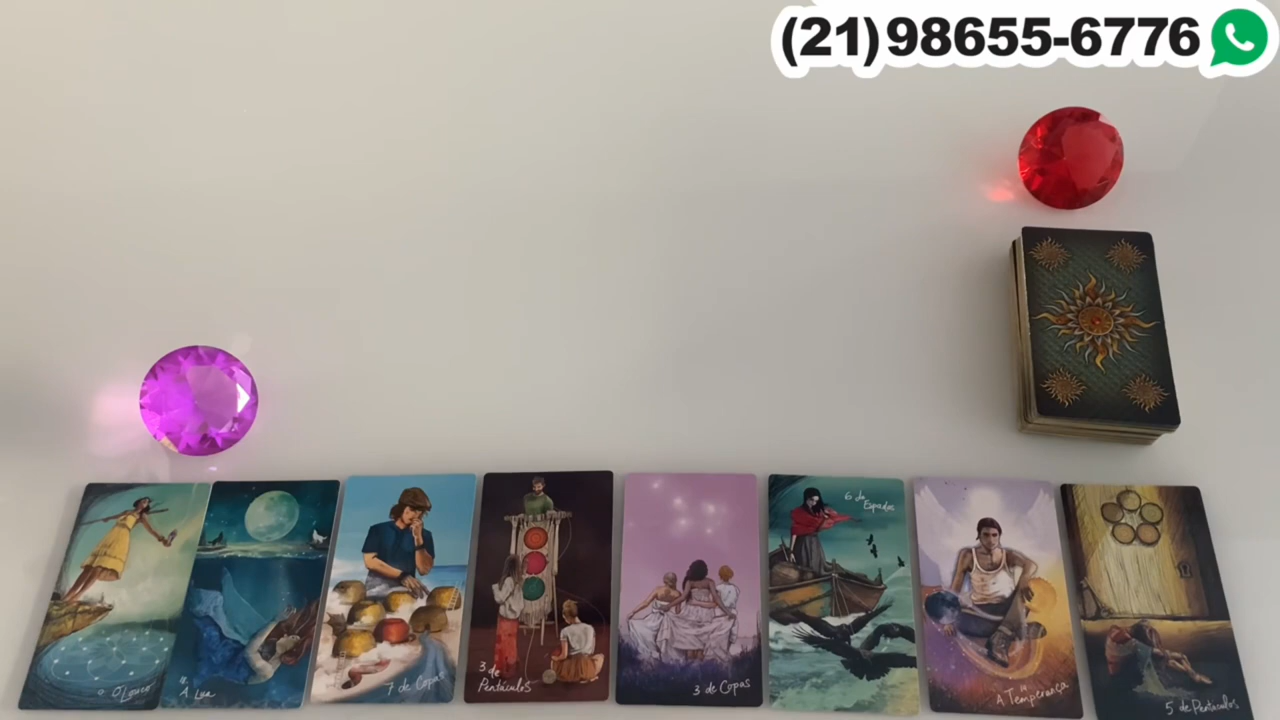 (21)98655-6776
6 de
Espadas
0 O'Louco
A Lua
7 de Copas
3 de
Pentáculos
3 de Copas
A Temperança
5 de Pentáculos